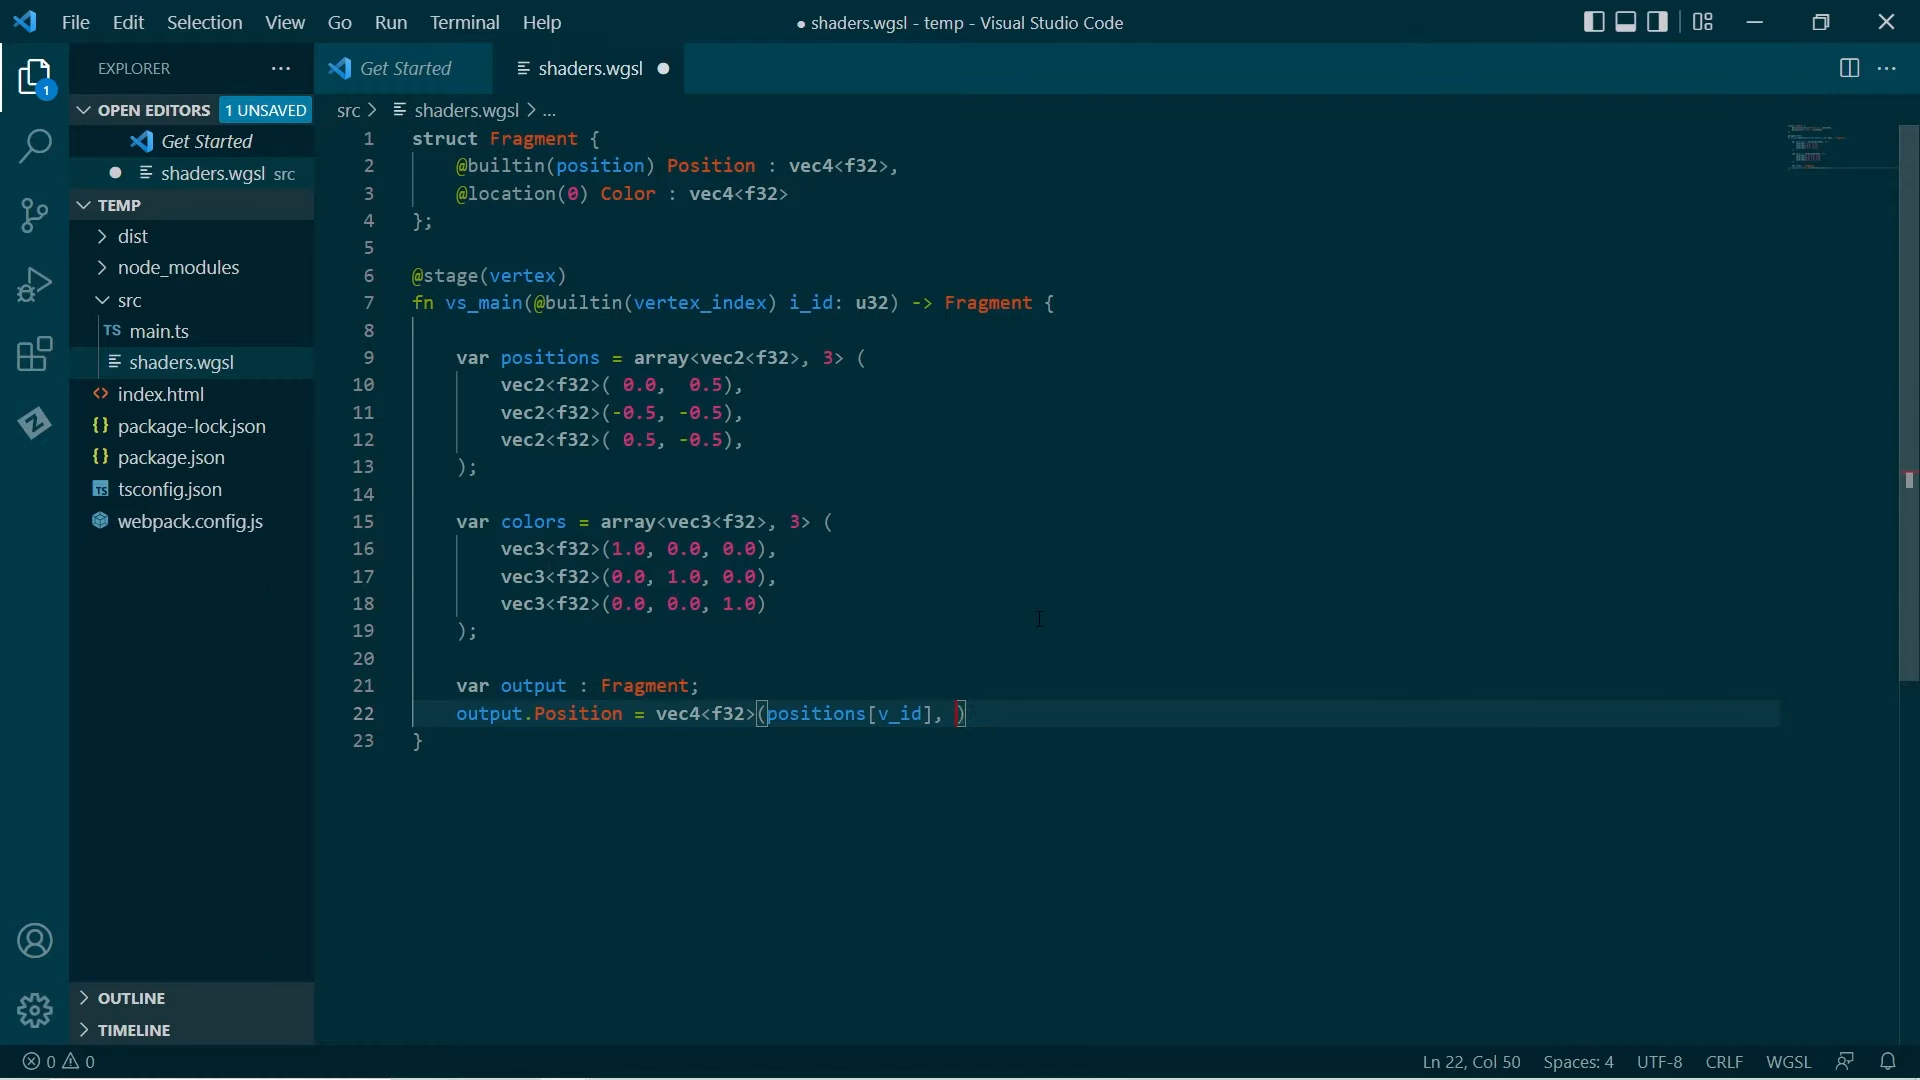 File Edit Selection View Go Run Terminal Help
● shaders.wgsl - temp - Visual Studio Code
EXPLORER
Get Started
shaders.wgsl
OPEN EDITORS 1 UNSAVED
Get Started
shaders.wgsl src
TEMP
dist
node_modules
src
TS main.ts
shaders.wgsl
index.html
package-lock.json
package.json
tsconfig.json
webpack.config.js
OUTLINE
TIMELINE
1
src > shaders.wgsl > ...
1 struct Fragment {
2     @builtin(position) Position : vec4<f32>,
3     @location(0) Color : vec4<f32>
4 };
5
6 @stage(vertex)
7 fn vs_main(@builtin(vertex_index) i_id: u32) -> Fragment {
8
9     var positions = array<vec2<f32>, 3> (
10         vec2<f32>( 0.0,  0.5),
11         vec2<f32>(-0.5, -0.5),
12         vec2<f32>( 0.5, -0.5),
13     );
14
15     var colors = array<vec3<f32>, 3> (
16         vec3<f32>(1.0, 0.0, 0.0),
17         vec3<f32>(0.0, 1.0, 0.0),
18         vec3<f32>(0.0, 0.0, 1.0)
19     );
20
21     var output : Fragment;
22     output.Position = vec4<f32>(positions[v_id], )
23 }
0 0
Ln 22, Col 50 Spaces: 4 UTF-8 CRLF WGSL